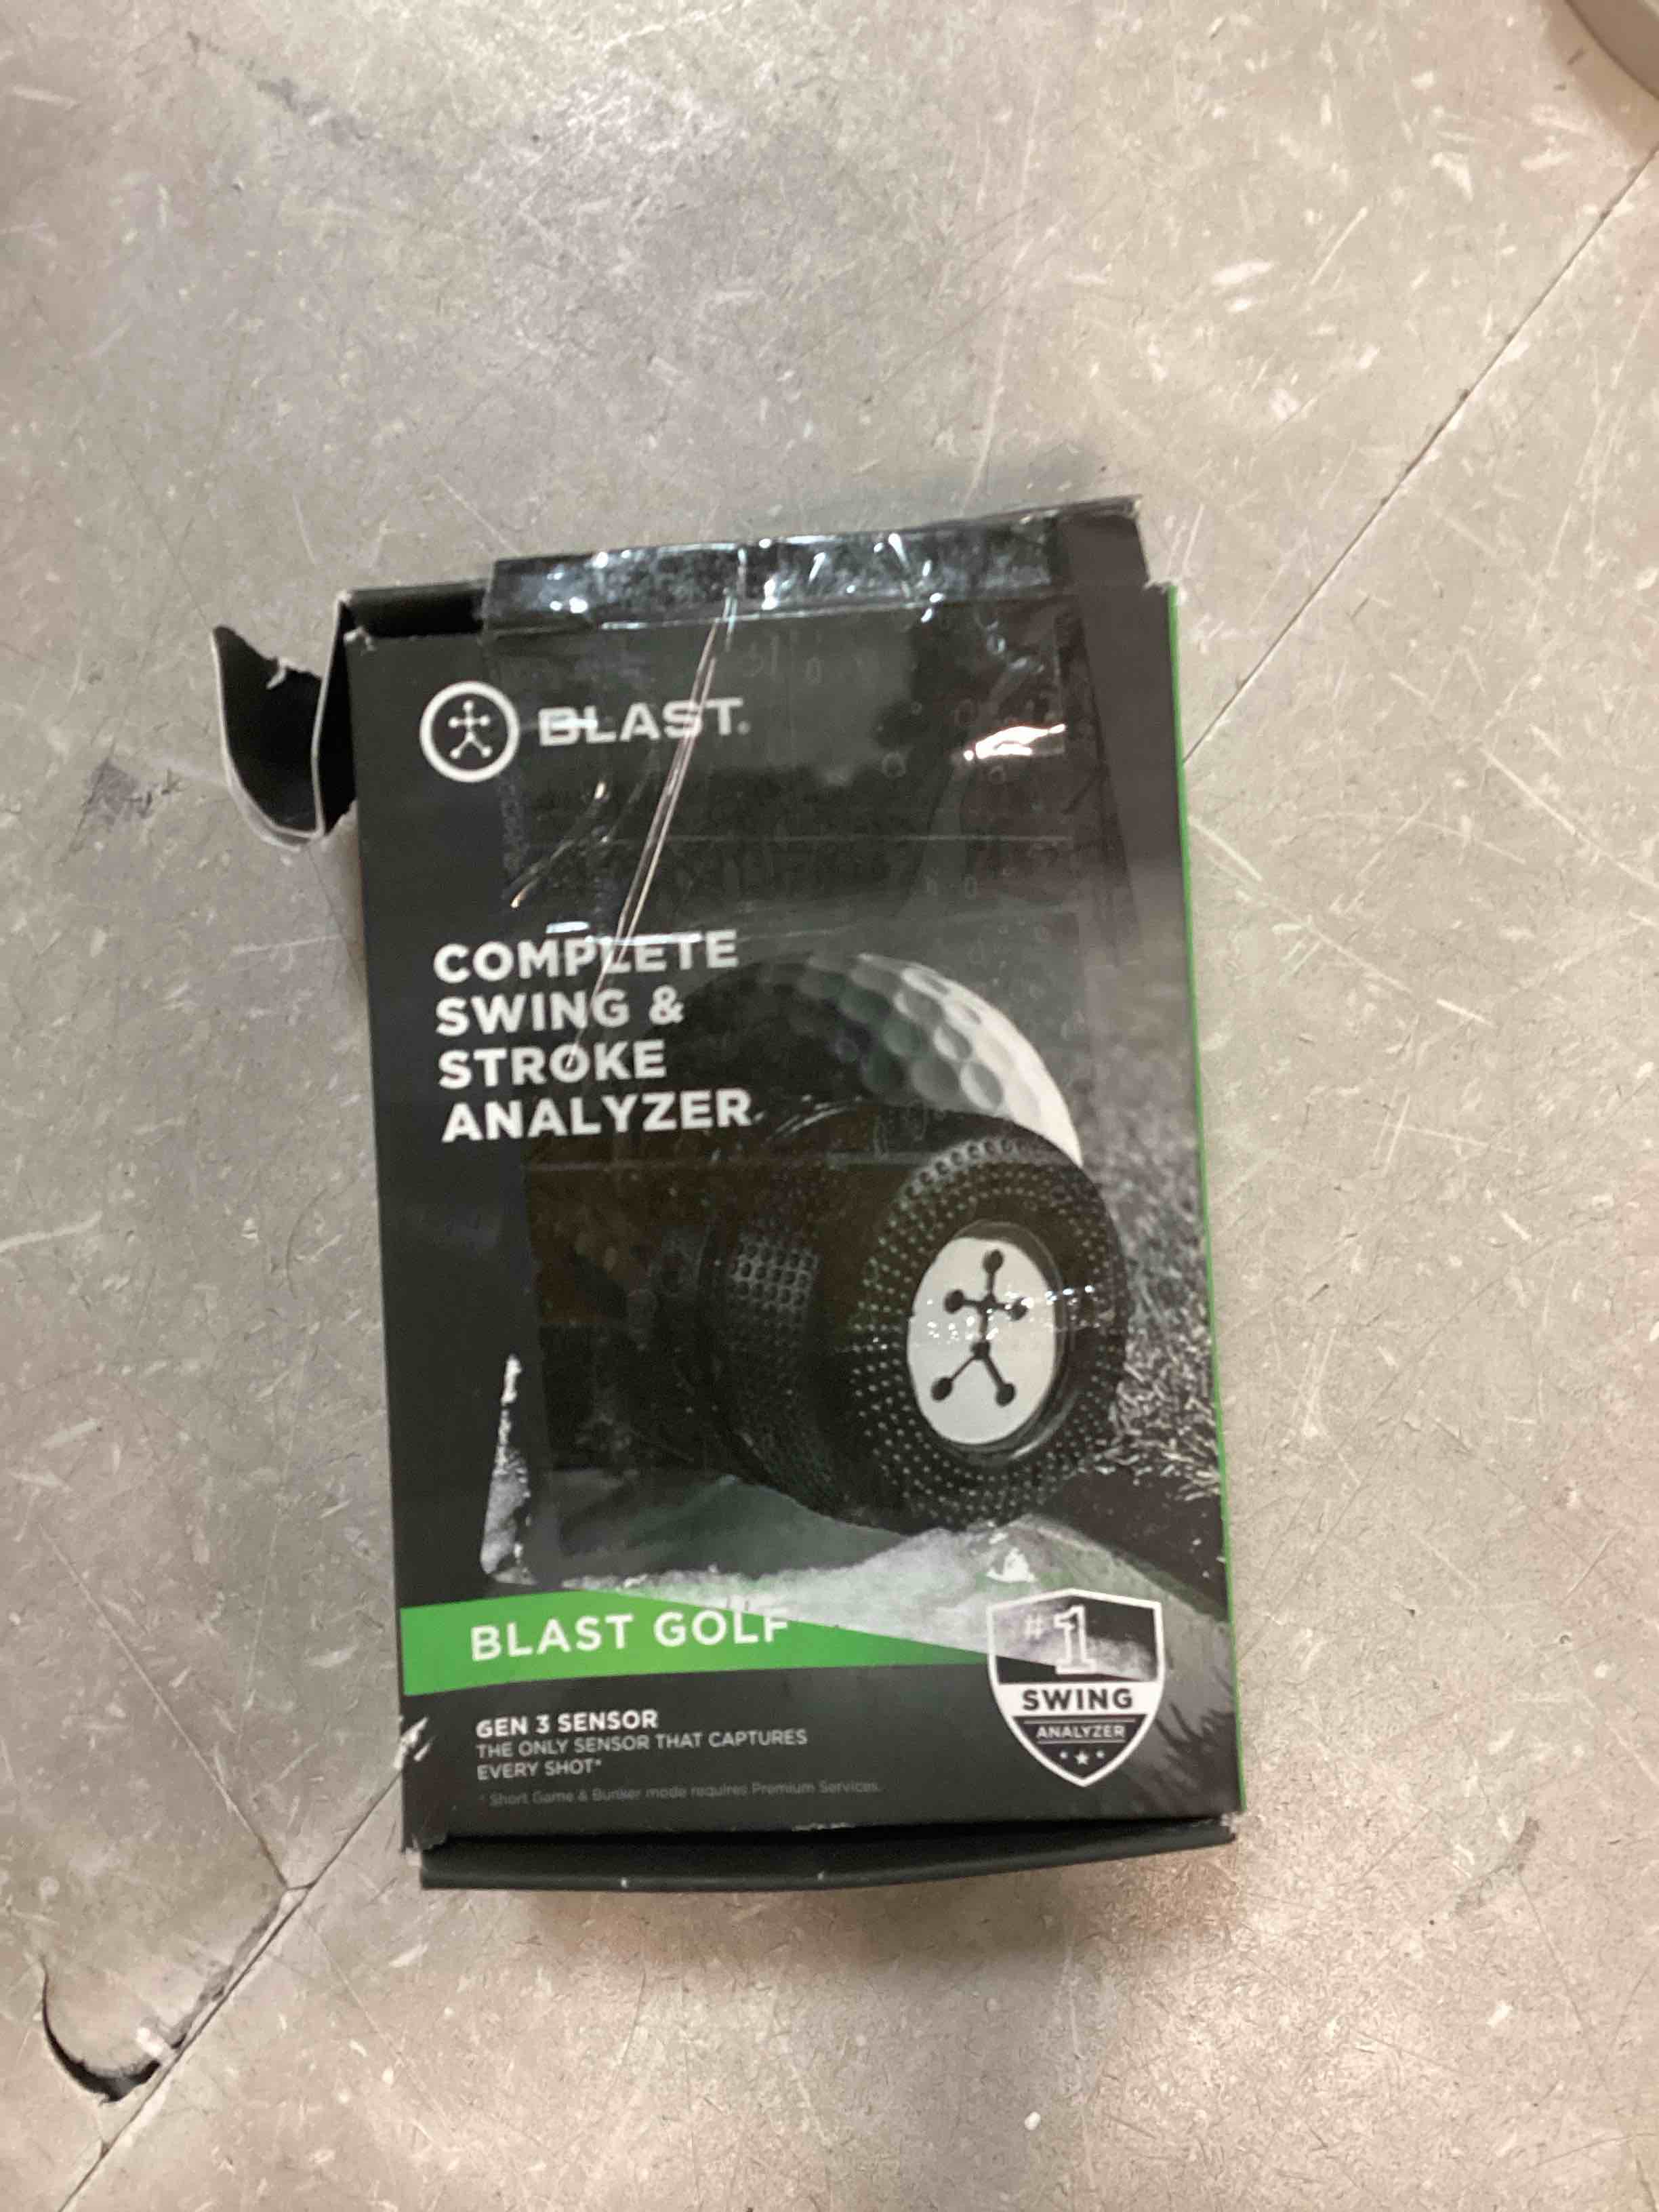 BLAST®
COMPLETE
SWING &
STROKE
ANALYZER
BLAST GOLF
GEN 3 SENSOR
THE ONLY SENSOR THAT CAPTURES
EVERY SHOT*
* Short Game & Bunker mode requires Premium Services.
#1
SWING
ANALYZER